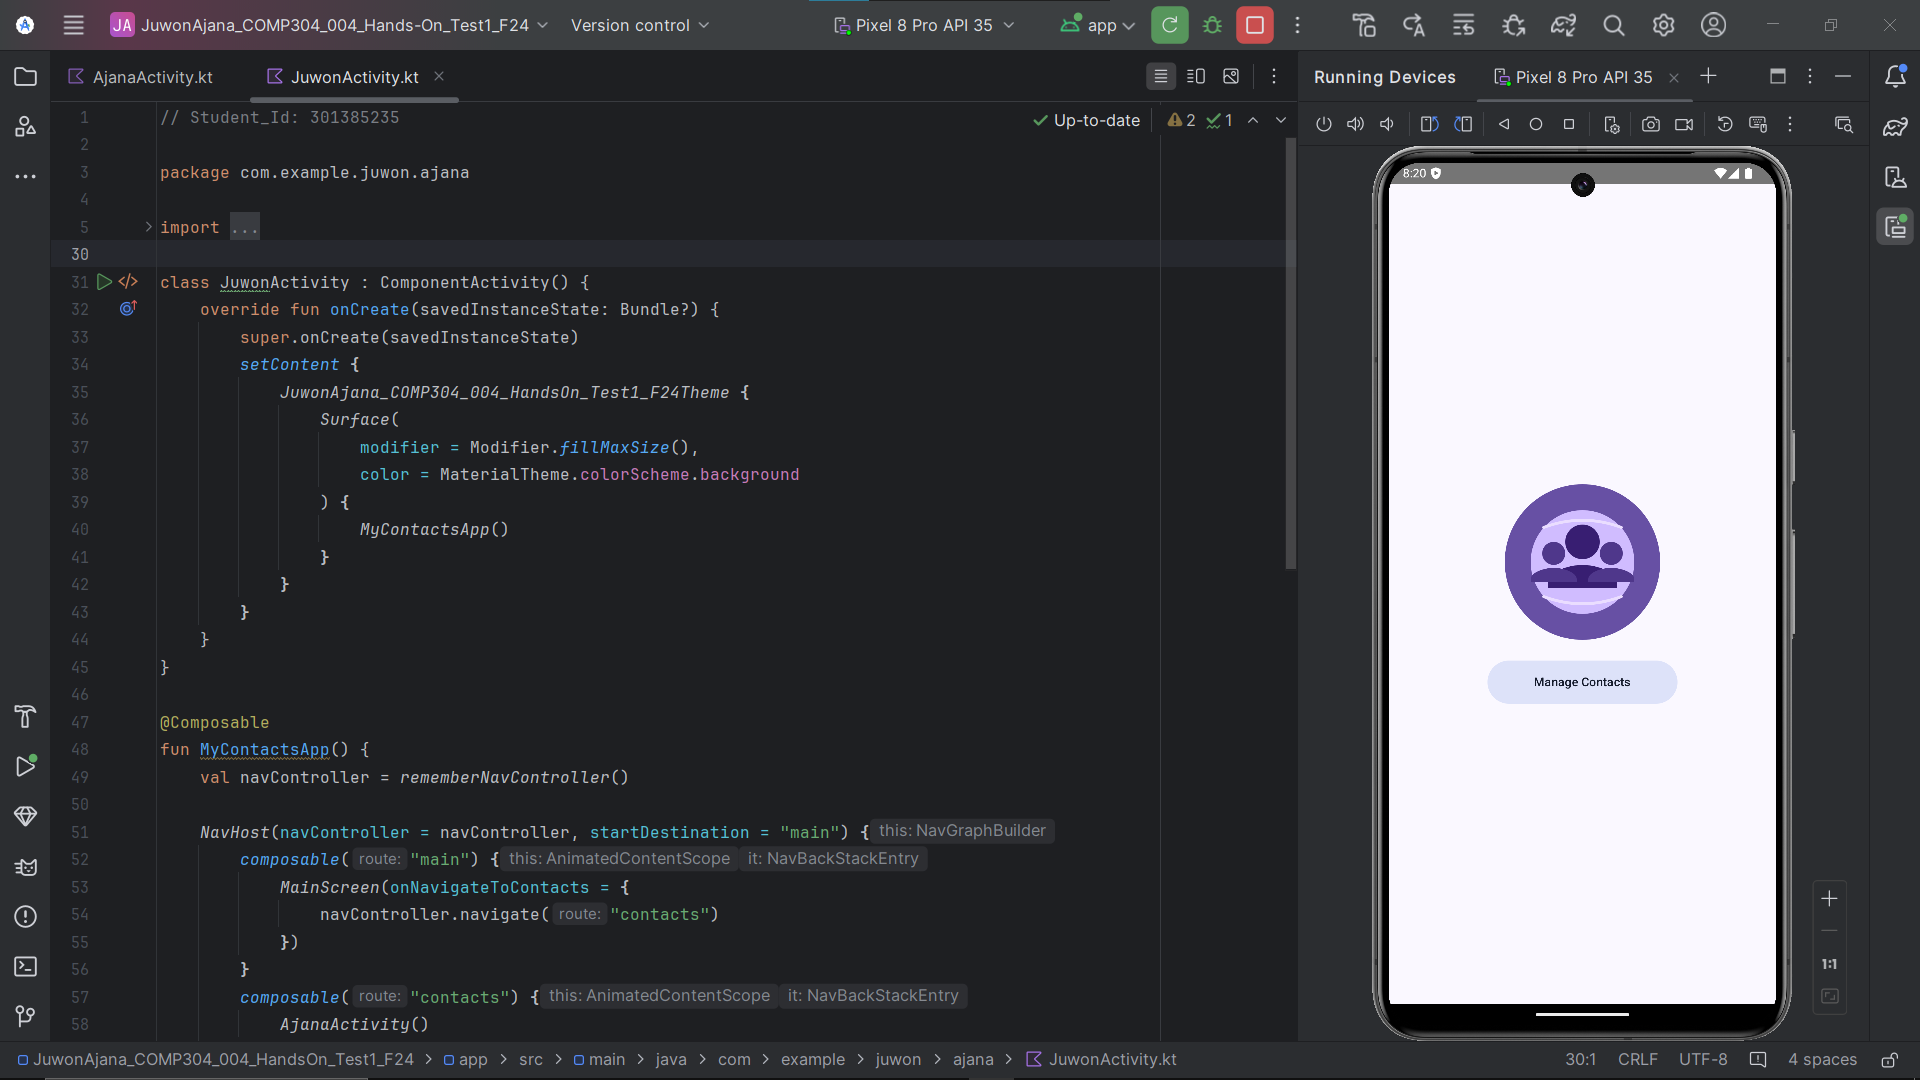 JA JuwonAjana_COMP304_004_Hands-On_Test1_F24 Version control Pixel 8 Pro API 35 app
AjanaActivity.kt JuwonActivity.kt
Running Devices Pixel 8 Pro API 35
Up-to-date 2 1
1 // Student_Id: 301385235
2
3 package com.example.juwon.ajana
4
5 import ...
30
31 class JuwonActivity : ComponentActivity() {
32 override fun onCreate(savedInstanceState: Bundle?) {
33 super.onCreate(savedInstanceState)
34 setContent {
35 JuwonAjana_COMP304_004_HandsOn_Test1_F24Theme {
36 Surface(
37 modifier = Modifier.fillMaxSize(),
38 color = MaterialTheme.colorScheme.background
39 ) {
40 MyContactsApp()
41 }
42 }
43 }
44 }
45 }
46
47 @Composable
48 fun MyContactsApp() {
49 val navController = rememberNavController()
50
51 NavHost(navController = navController, startDestination = "main") { this: NavGraphBuilder
52 composable( route: "main") { this: AnimatedContentScope it: NavBackStackEntry
53 MainScreen(onNavigateToContacts = {
54 navController.navigate( route: "contacts")
55 })
56 }
57 composable( route: "contacts") { this: AnimatedContentScope it: NavBackStackEntry
58 AjanaActivity()
8:20
Manage Contacts
1:1
JuwonAjana_COMP304_004_HandsOn_Test1_F24 > app > src > main > java > com > example > juwon > ajana > JuwonActivity.kt
30:1 CRLF UTF-8 4 spaces